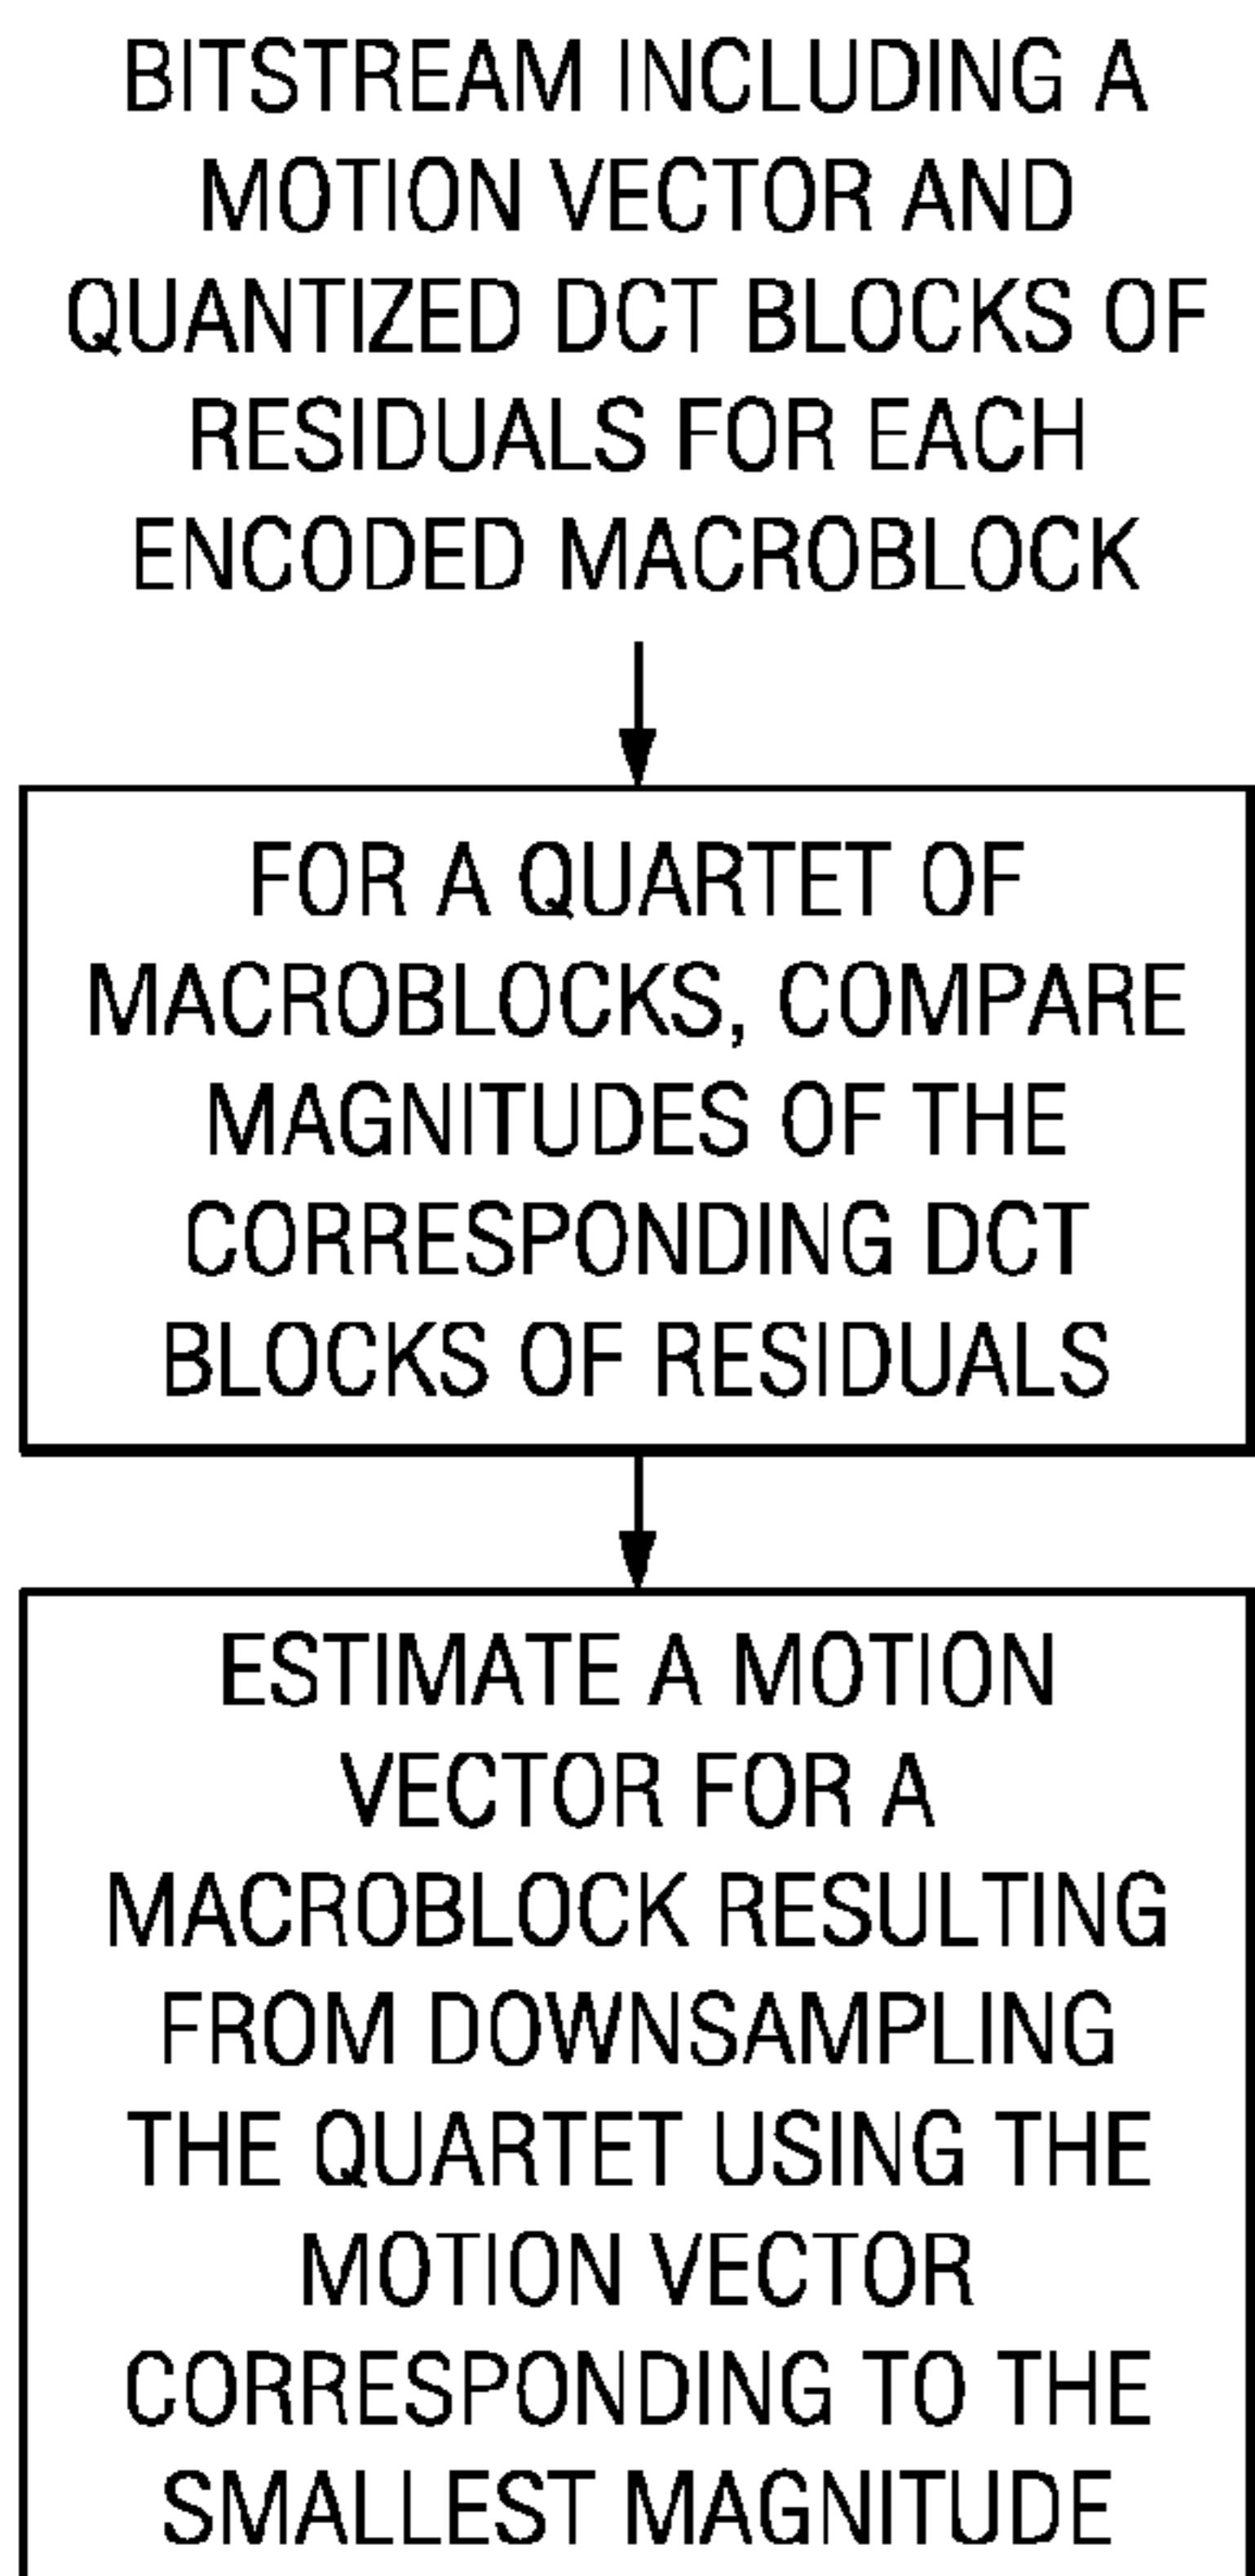 BITSTREAM INCLUDING A
MOTION VECTOR AND
QUANTIZED DCT BLOCKS OF
RESIDUALS FOR EACH
ENCODED MACROBLOCK
FOR A QUARTET OF
MACROBLOCKS, COMPARE
MAGNITUDES OF THE
CORRESPONDING DCT
BLOCKS OF RESIDUALS
ESTIMATE A MOTION
VECTOR FOR A
MACROBLOCK RESULTING
FROM DOWNSAMPLING
THE QUARTET USING THE
MOTION VECTOR
CORRESPONDING TO THE
SMALLEST MAGNITUDE